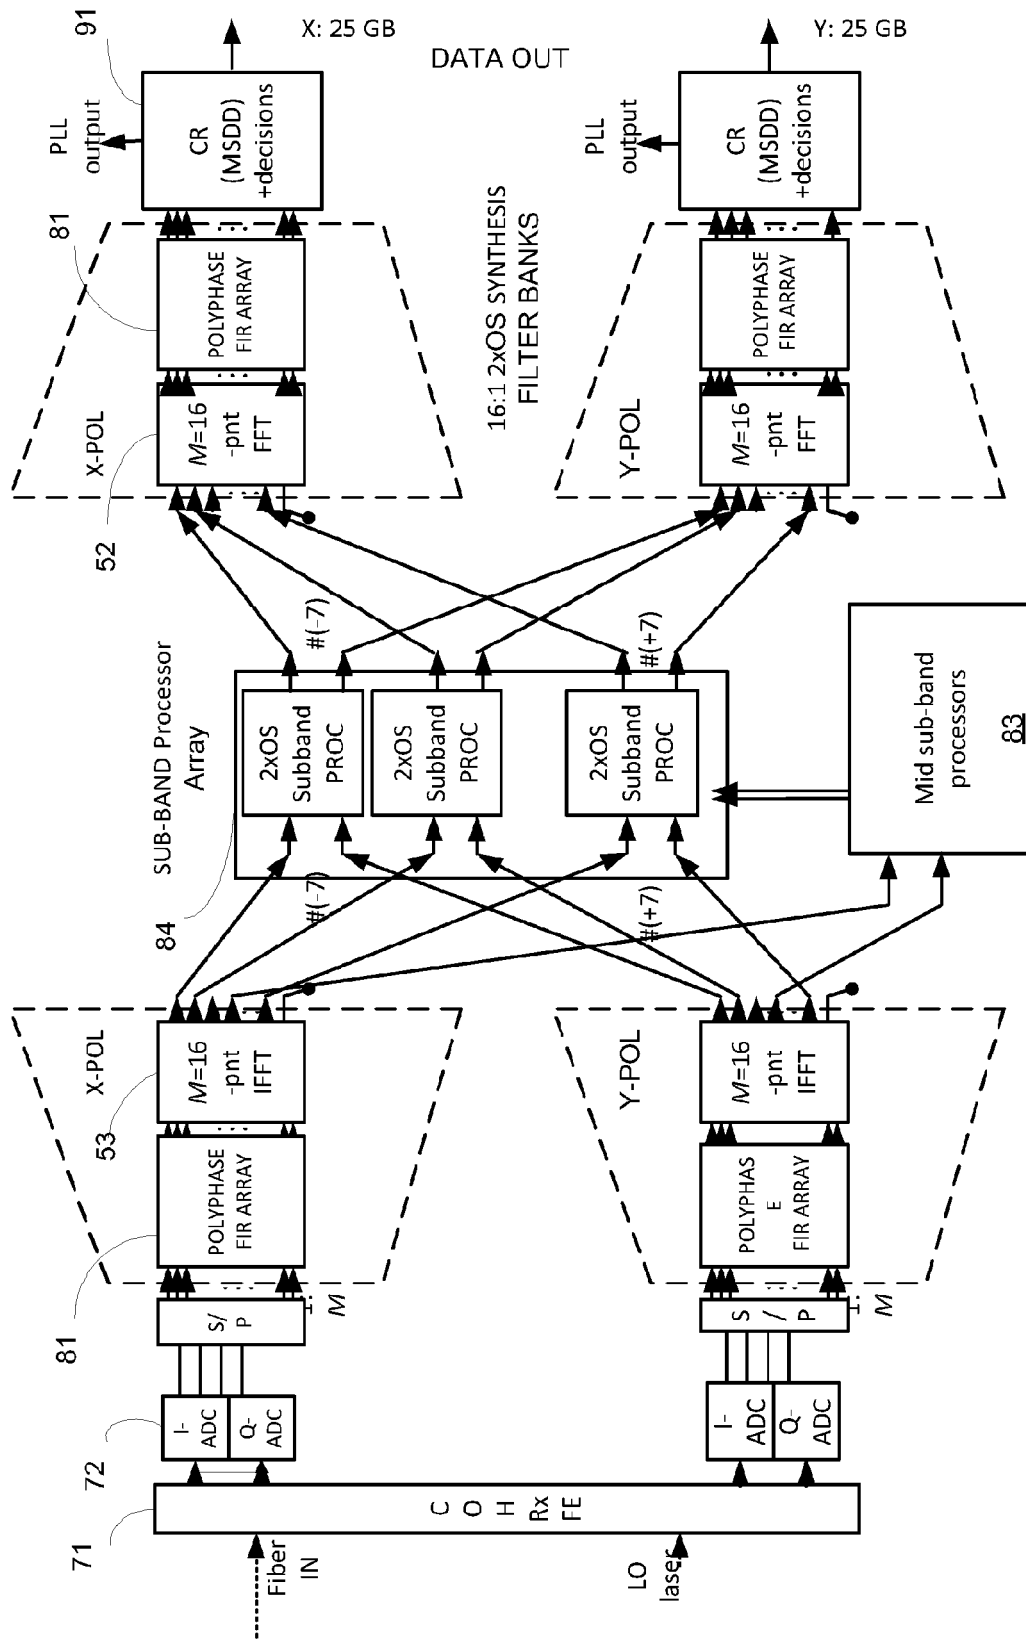 71
Fiber
IN
LO
laser
C
O
H
Rx
FE
72
I-
ADC
Q-
ADC
I-
ADC
Q-
ADC
81
S/
P
1:
M
S
/
P
1:
M
X-POL
POLYPHASE
FIR ARRAY
...
53
M=16
-pnt
IFFT
...
Y-POL
POLYPHAS
E
FIR ARRAY
...
M=16
-pnt
IFFT
84
SUB-BAND Processor
Array
#(−7)
#(+7)
2xOS
Subband
PROC
2xOS
Subband
PROC
2xOS
Subband
PROC
#(−7)
#(+7)
Mid sub-band
processors
83
52
X-POL
...
M=16
-pnt
FFT
...
81
POLYPHASE
FIR ARRAY
...
16:1 2xOS SYNTHESIS
FILTER BANKS
Y-POL
...
M=16
-pnt
FFT
...
POLYPHASE
FIR ARRAY
...
91
PLL
output
CR
(MSDD)
+decisions
X: 25 GB
DATA OUT
PLL
output
CR
(MSDD)
+decisions
Y: 25 GB